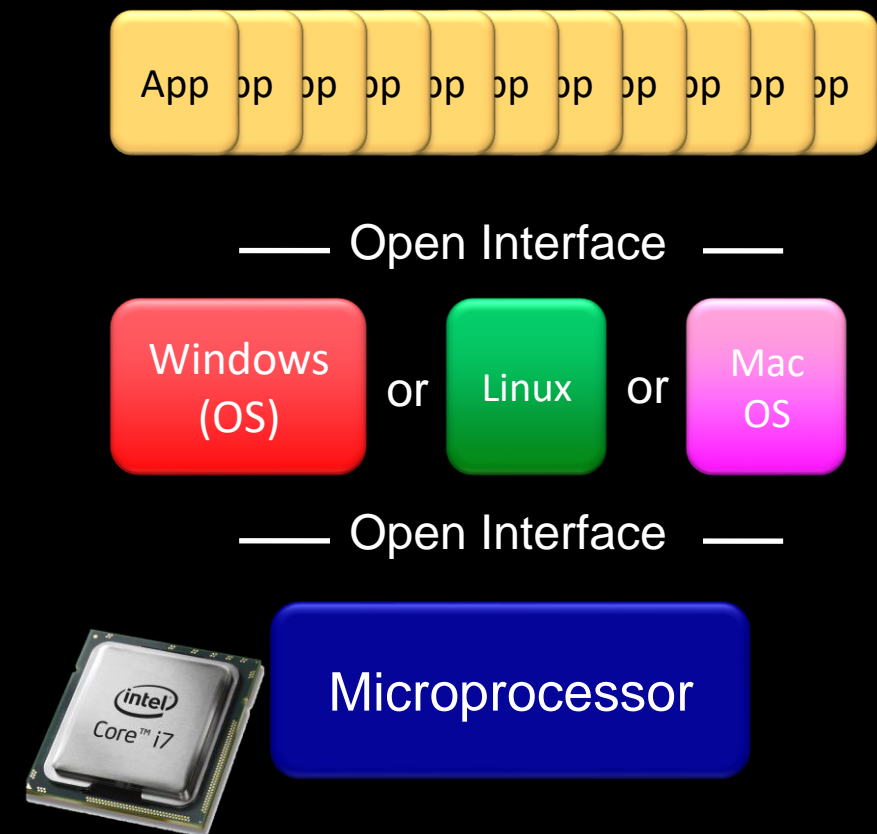 App pp pp pp pp pp pp pp pp pp pp
Open Interface
Windows
(OS)
or
Linux
or
Mac
OS
Open Interface
Microprocessor
intel
Core™ i7